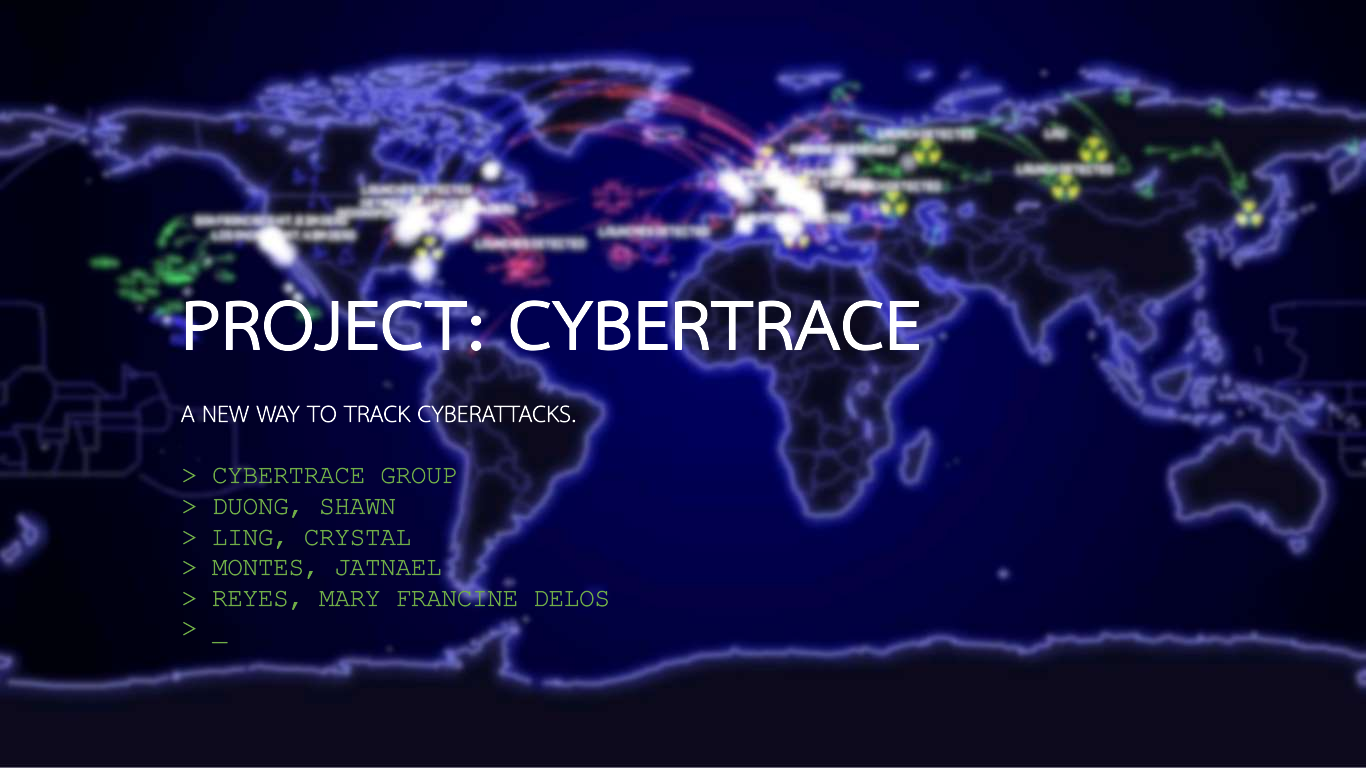 PROJECT: CYBERTRACE
A NEW WAY TO TRACK CYBERATTACKS.
> CYBERTRACE GROUP
> DUONG, SHAWN
> LING, CRYSTAL
> MONTES, JATNAEL
> REYES, MARY FRANCINE DELOS
> _